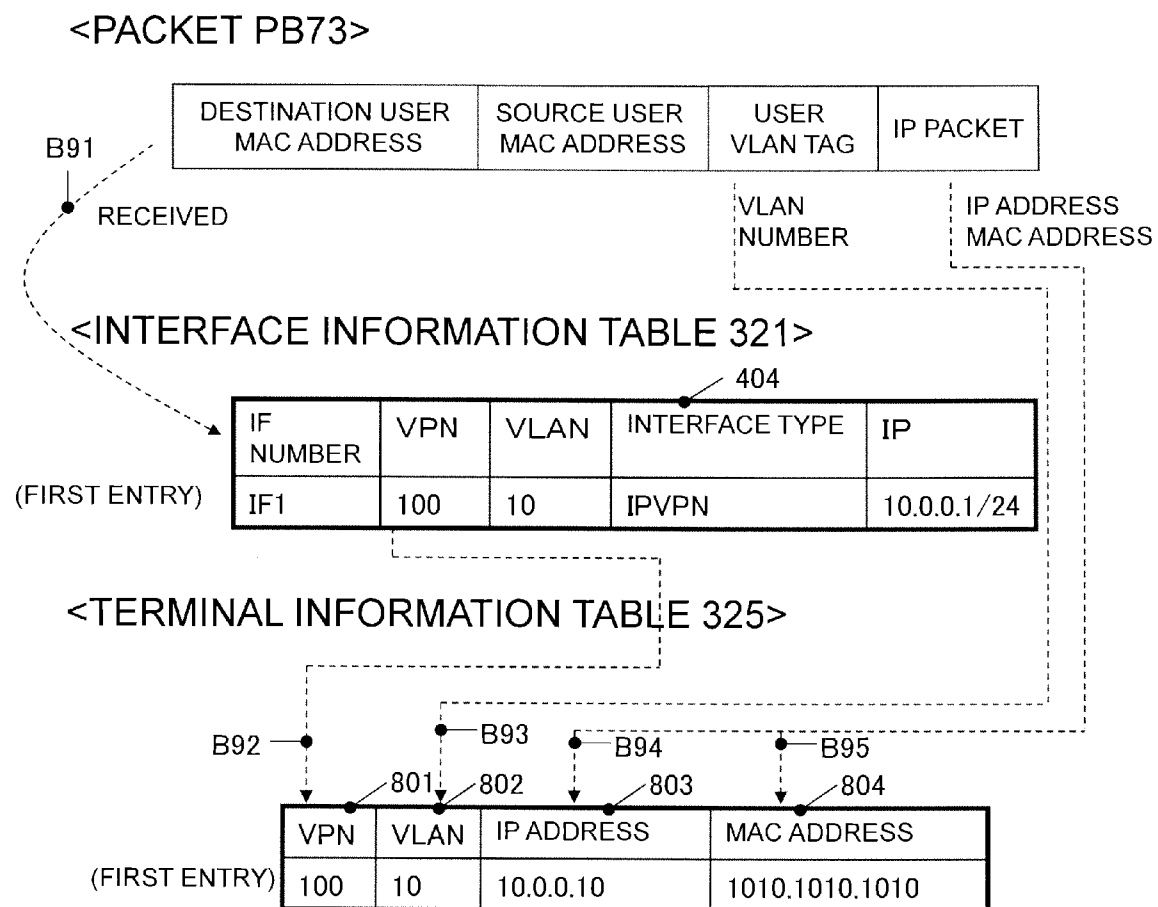 <PACKET PB73>
DESTINATION USER
MAC ADDRESS
SOURCE USER
MAC ADDRESS
USER
VLAN TAG
IP PACKET
B91
RECEIVED
VLAN
NUMBER
IP ADDRESS
MAC ADDRESS
<INTERFACE INFORMATION TABLE 321>
404
IF
NUMBER
VPN
VLAN
INTERFACE TYPE
IP
(FIRST ENTRY)
IF1
100
10
IPVPN
10.0.0.1/24
<TERMINAL INFORMATION TABLE 325>
B92
B93
B94
B95
801
802
803
804
VPN
VLAN
IP ADDRESS
MAC ADDRESS
(FIRST ENTRY)
100
10
10.0.0.10
1010.1010.1010